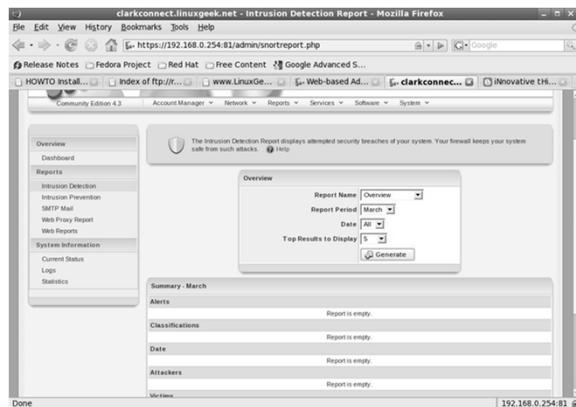 clarkconnect.linuxgeek.net - Intrusion Detection Report - Mozilla Firefox
File Edit View History Bookmarks Tools Help
https://192.168.0.254:81/admin/snortreport.php
Google
Release Notes Fedora Project Red Hat Free Content Google Advanced S...
HOWTO Install... Index of ftp://r... www.LinuxGe... Web-based Ad... clarkconnec... iNnovative tHi...
Community Edition 4.3 Account Manager Network Reports Services Software System
Overview
Dashboard
Reports
Intrusion Detection
Intrusion Prevention
SMTP Mail
Web Proxy Report
Web Reports
System Information
Current Status
Logs
Statistics
The Intrusion Detection Report displays attempted security breaches of your system. Your firewall keeps your system
safe from such attacks. Help
Overview
Report Name Overview
Report Period March
Date All
Top Results to Display 5
Generate
Summary - March
Alerts
Report is empty.
Classifications
Report is empty.
Date
Report is empty.
Attackers
Report is empty.
Victims
Done 192.168.0.254:81